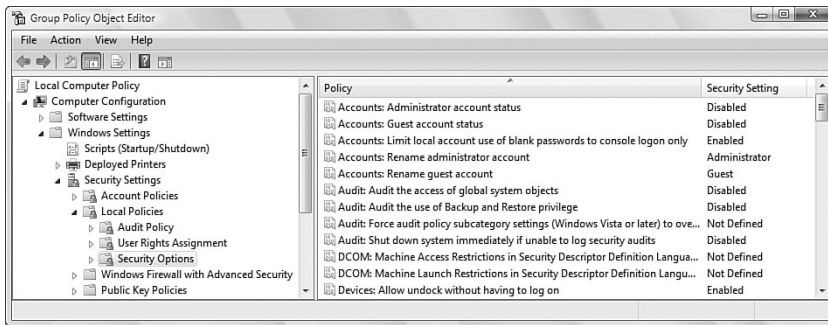 Group Policy Object Editor
File Action View Help
Local Computer Policy
Computer Configuration
Software Settings
Windows Settings
Scripts (Startup/Shutdown)
Deployed Printers
Security Settings
Account Policies
Local Policies
Audit Policy
User Rights Assignment
Security Options
Windows Firewall with Advanced Security
Public Key Policies
Policy Security Setting
Accounts: Administrator account status Disabled
Accounts: Guest account status Disabled
Accounts: Limit local account use of blank passwords to console logon only Enabled
Accounts: Rename administrator account Administrator
Accounts: Rename guest account Guest
Audit: Audit the access of global system objects Disabled
Audit: Audit the use of Backup and Restore privilege Disabled
Audit: Force audit policy subcategory settings (Windows Vista or later) to ove... Not Defined
Audit: Shut down system immediately if unable to log security audits Disabled
DCOM: Machine Access Restrictions in Security Descriptor Definition Langua... Not Defined
DCOM: Machine Launch Restrictions in Security Descriptor Definition Langu... Not Defined
Devices: Allow undock without having to log on Enabled